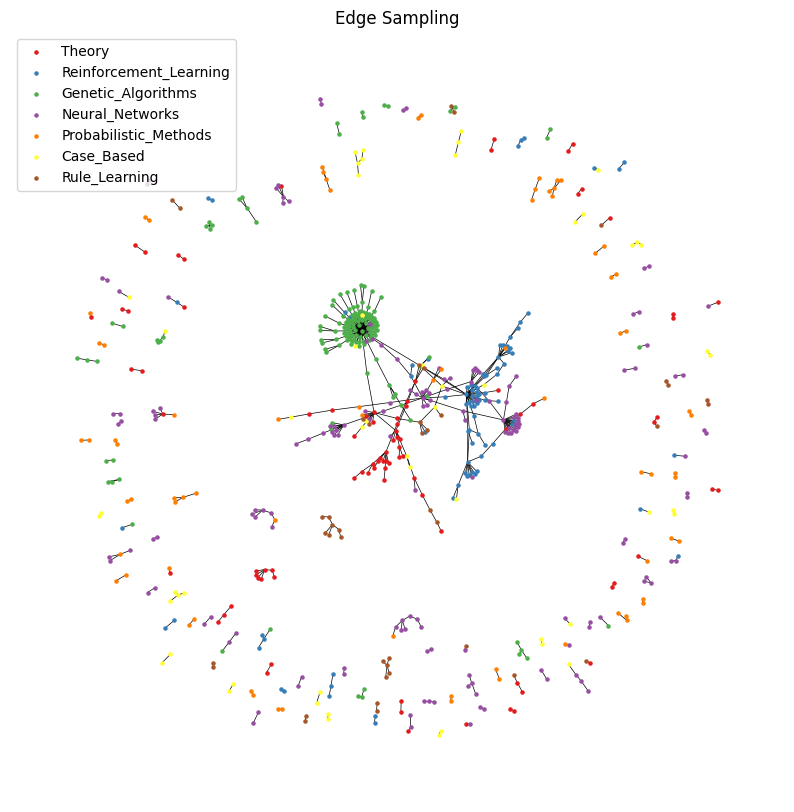 Edge Sampling
Theory
Reinforcement_Learning
Genetic_Algorithms
Neural_Networks
Probabilistic_Methods
Case_Based
Rule_Learning